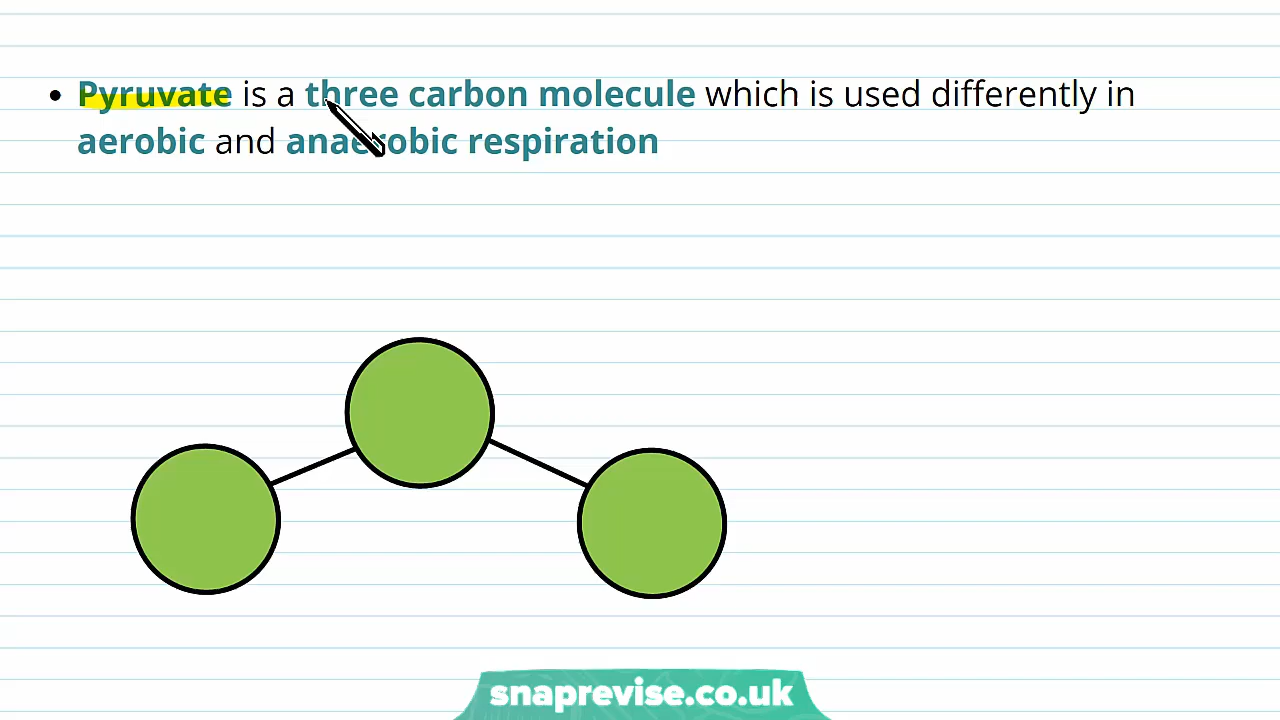 • Pyruvate is a three carbon molecule which is used differently in
aerobic and anaerobic respiration
snaprevise.co.uk